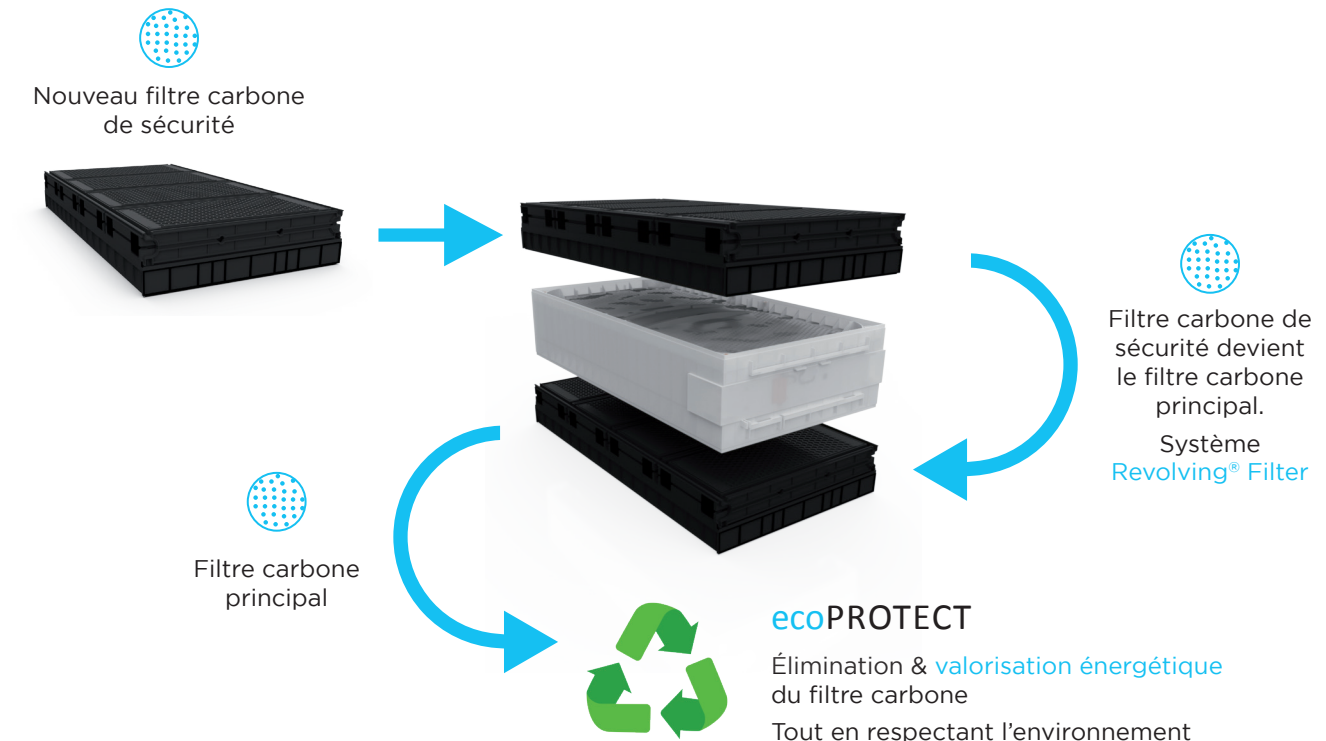 Nouveau filtre carbone
de sécurité
Filtre carbone de
sécurité devient
le filtre carbone
principal.
Système
Revolving® Filter
Filtre carbone
principal
ecoPROTECT
Élimination & valorisation énergétique
du filtre carbone
Tout en respectant l’environnement